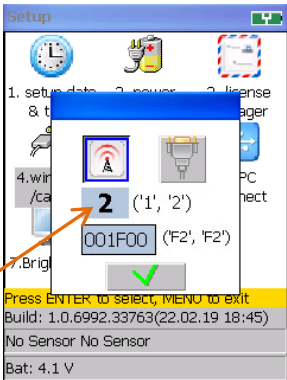 Setup
1. setup date 2. power 3. license
& t ager
4.wir PC
/ca nect
2 ('1', '2')
001F00 ('F2', 'F2')
7.Brigl
Press ENTER to select, MENU to exit
Build: 1.0.6992.33763(22.02.19 18:45)
No Sensor No Sensor
Bat: 4.1 V